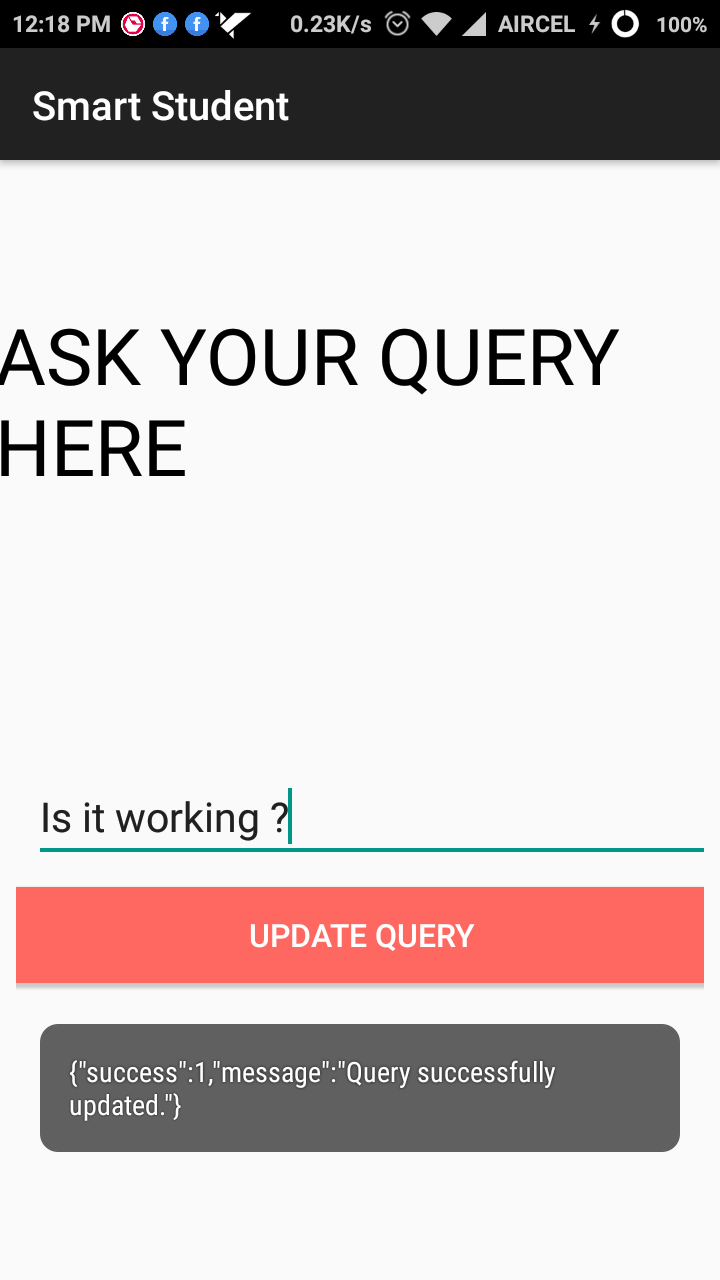 12:18 PM 0.23K/s AIRCEL 100%
Smart Student
ASK YOUR QUERY
HERE
Is it working ?
UPDATE QUERY
{"success":1,"message":"Query successfully
updated."}